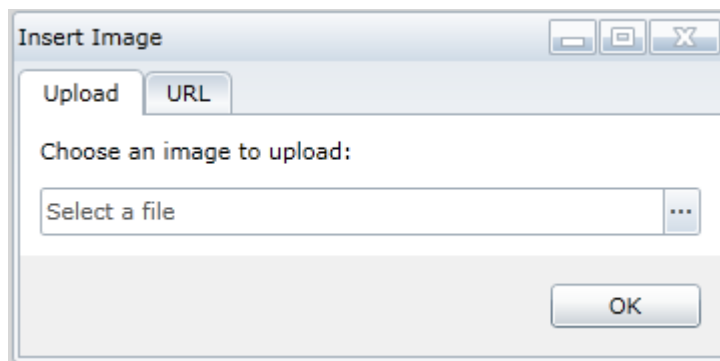 Insert Image
Upload URL
Choose an image to upload:
Select a file ...
OK